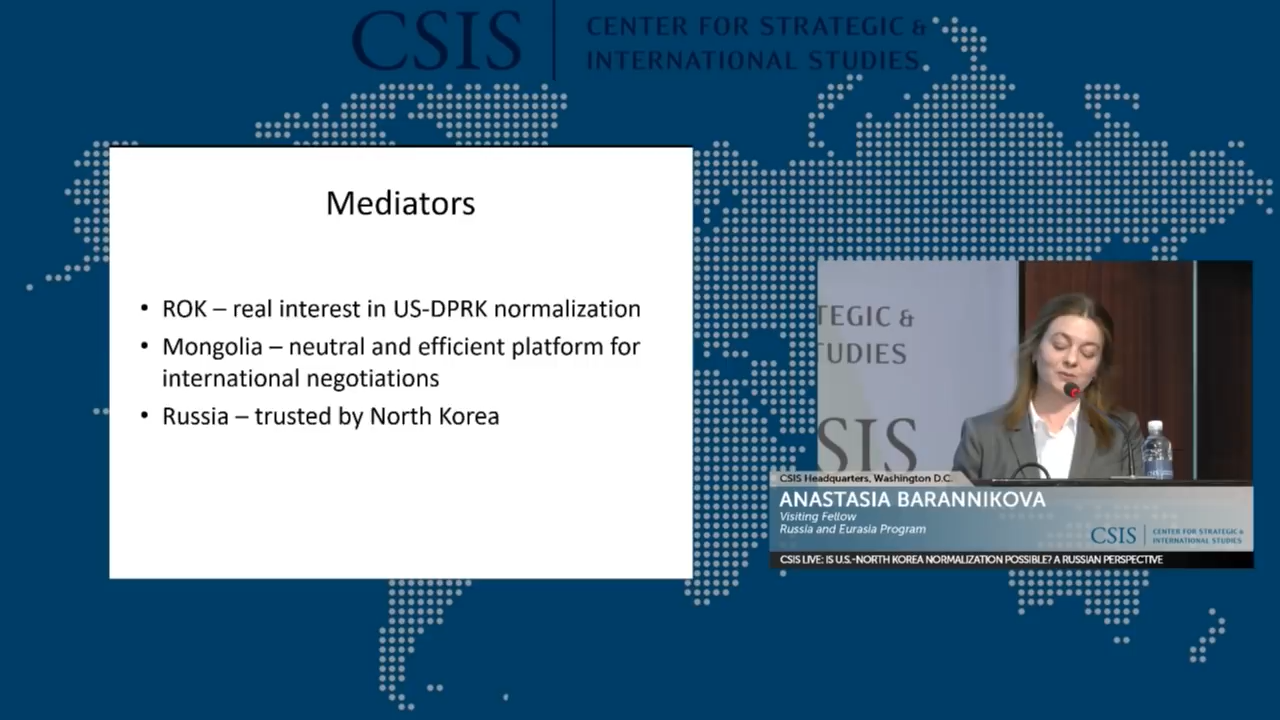 CSIS
CENTER FOR STRATEGIC &
INTERNATIONAL STUDIES
Mediators
• ROK – real interest in US-DPRK normalization
• Mongolia – neutral and efficient platform for
international negotiations
• Russia – trusted by North Korea
TEGIC &
TUDIES
SIS
CSIS Headquarters, Washington D.C.
ANASTASIA BARANNIKOVA
Visiting Fellow
Russia and Eurasia Program
CSIS
CENTER FOR STRATEGIC &
INTERNATIONAL STUDIES
CSIS LIVE: IS U.S.-NORTH KOREA NORMALIZATION POSSIBLE? A RUSSIAN PERSPECTIVE